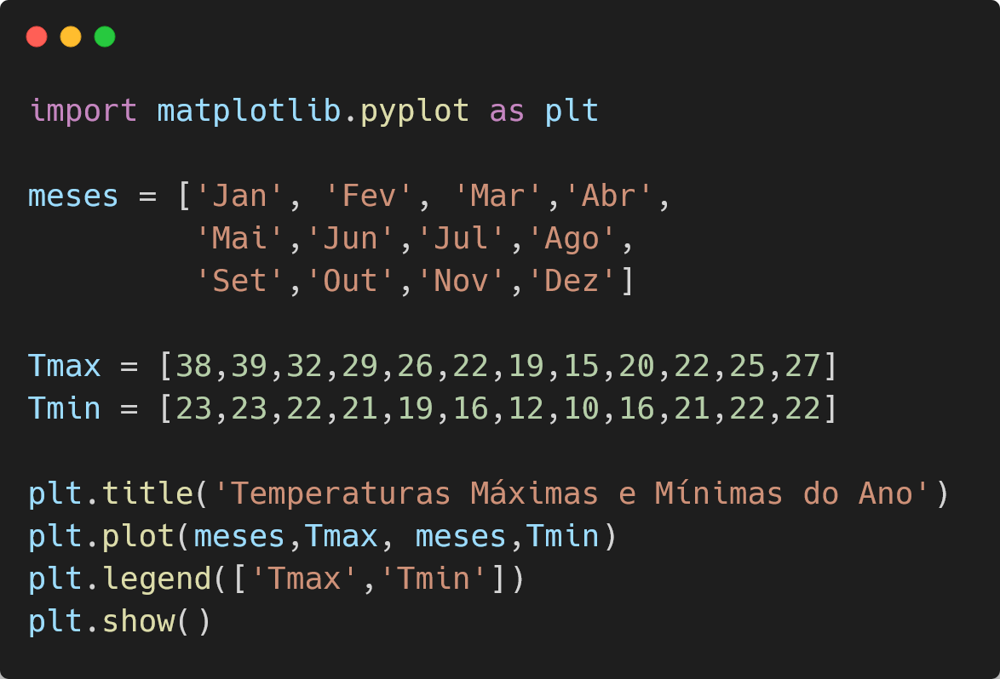 import matplotlib.pyplot as plt
meses = ['Jan', 'Fev', 'Mar','Abr',
'Mai','Jun','Jul','Ago',
'Set','Out','Nov','Dez']
Tmax = [38,39,32,29,26,22,19,15,20,22,25,27]
Tmin = [23,23,22,21,19,16,12,10,16,21,22,22]
plt.title('Temperaturas Máximas e Mínimas do Ano')
plt.plot(meses,Tmax, meses,Tmin)
plt.legend(['Tmax','Tmin'])
plt.show()